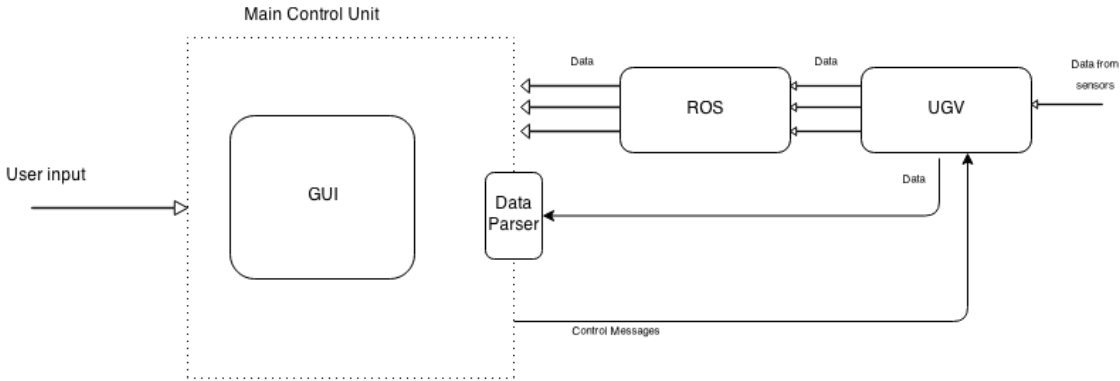 Main Control Unit
Data
Data
Data from
sensors
ROS
UGV
User input
GUI
Data
Data
Parser
Control Messages